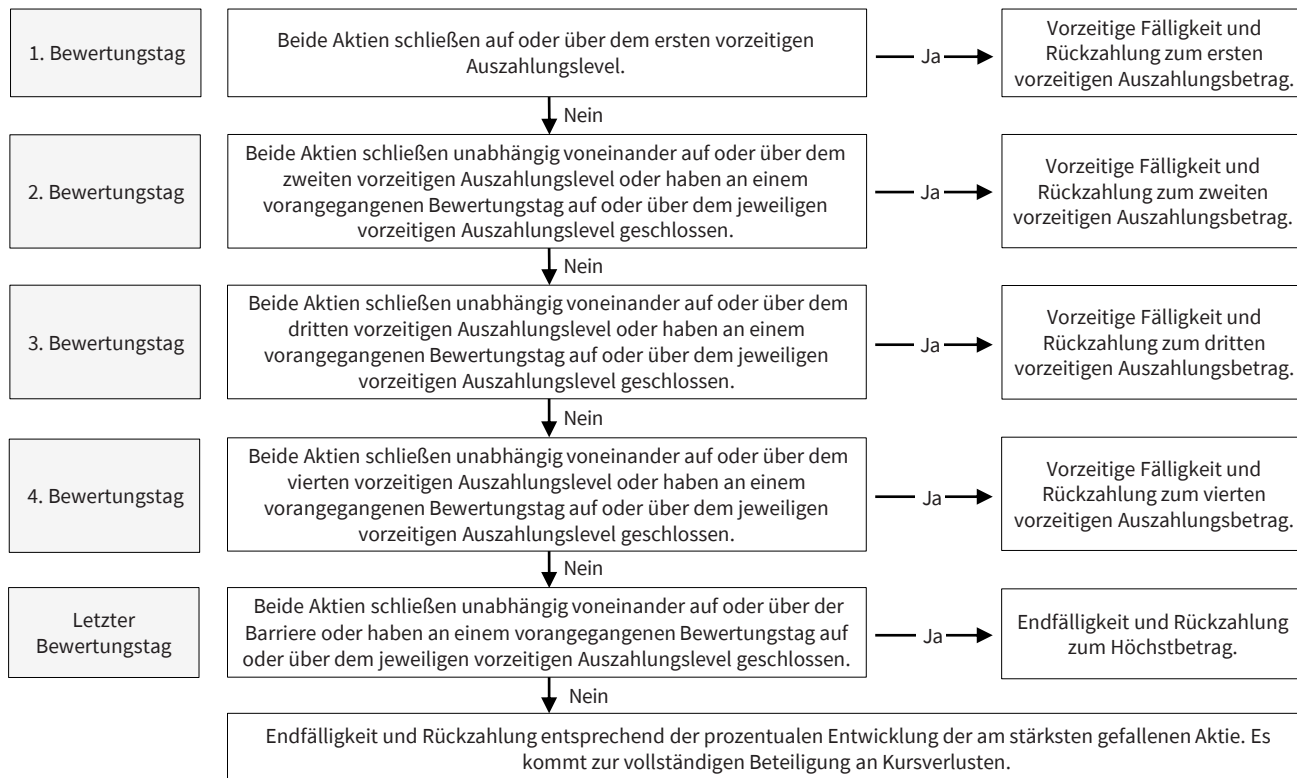 1. Bewertungstag
Beide Aktien schließen auf oder über dem ersten vorzeitigen
Auszahlungslevel.
Ja
Vorzeitige Fälligkeit und
Rückzahlung zum ersten
vorzeitigen Auszahlungsbetrag.
Nein
2. Bewertungstag
Beide Aktien schließen unabhängig voneinander auf oder über dem
zweiten vorzeitigen Auszahlungslevel oder haben an einem
vorangegangenen Bewertungstag auf oder über dem jeweiligen
vorzeitigen Auszahlungslevel geschlossen.
Ja
Vorzeitige Fälligkeit und
Rückzahlung zum zweiten
vorzeitigen Auszahlungsbetrag.
Nein
3. Bewertungstag
Beide Aktien schließen unabhängig voneinander auf oder über dem
dritten vorzeitigen Auszahlungslevel oder haben an einem
vorangegangenen Bewertungstag auf oder über dem jeweiligen
vorzeitigen Auszahlungslevel geschlossen.
Ja
Vorzeitige Fälligkeit und
Rückzahlung zum dritten
vorzeitigen Auszahlungsbetrag.
Nein
4. Bewertungstag
Beide Aktien schließen unabhängig voneinander auf oder über dem
vierten vorzeitigen Auszahlungslevel oder haben an einem
vorangegangenen Bewertungstag auf oder über dem jeweiligen
vorzeitigen Auszahlungslevel geschlossen.
Ja
Vorzeitige Fälligkeit und
Rückzahlung zum vierten
vorzeitigen Auszahlungsbetrag.
Nein
Letzter
Bewertungstag
Beide Aktien schließen unabhängig voneinander auf oder über der
Barriere oder haben an einem vorangegangenen Bewertungstag auf
oder über dem jeweiligen vorzeitigen Auszahlungslevel geschlossen.
Ja
Endfälligkeit und Rückzahlung
zum Höchstbetrag.
Nein
Endfälligkeit und Rückzahlung entsprechend der prozentualen Entwicklung der am stärksten gefallenen Aktie. Es
kommt zur vollständigen Beteiligung an Kursverlusten.